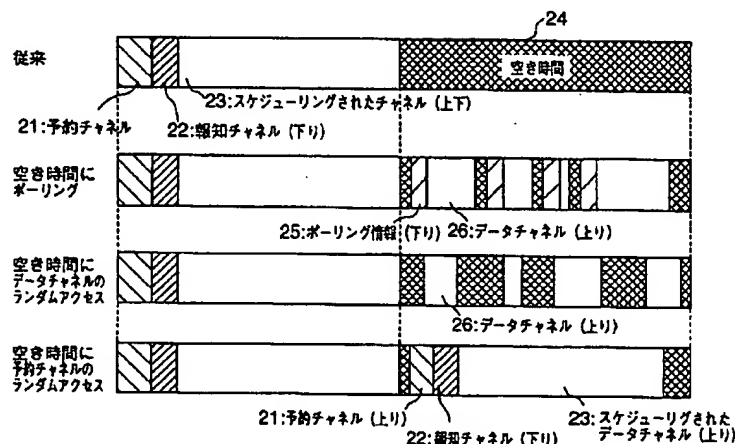 24
従来
空き時間
23:スケジューリングされたチャネル(上下)
21:予約チャネル
22:報知チャネル(下り)
空き時間に
ポーリング
25:ポーリング情報(下り)
26:データチャネル(上り)
空き時間に
データチャネルの
ランダムアクセス
26:データチャネル(上り)
空き時間に
予約チャネルの
ランダムアクセス
21:予約チャネル(上り)
23:スケジューリングされた
データチャネル(上り)
22:報知チャネル(下り)